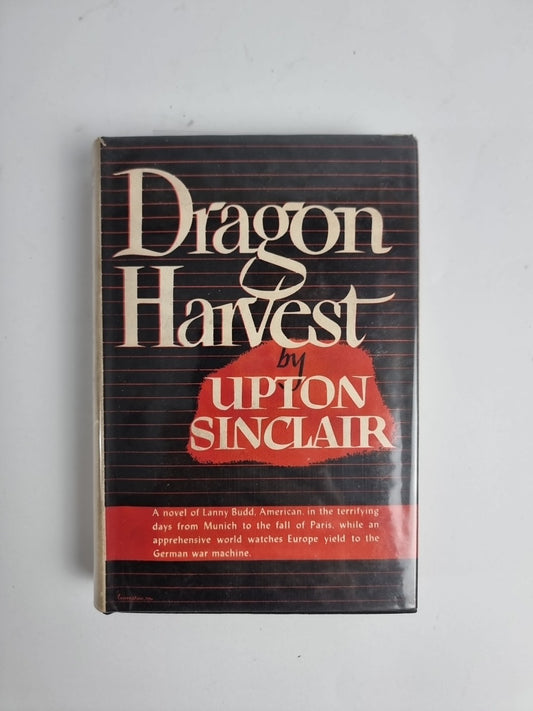 Dragon
Harvest
by
UPTON
SINCLAIR
A novel of Lanny Budd, American, in the terrifying
days from Munich to the fall of Paris, while an
apprehensive world watches Europe yield to the
German war machine.